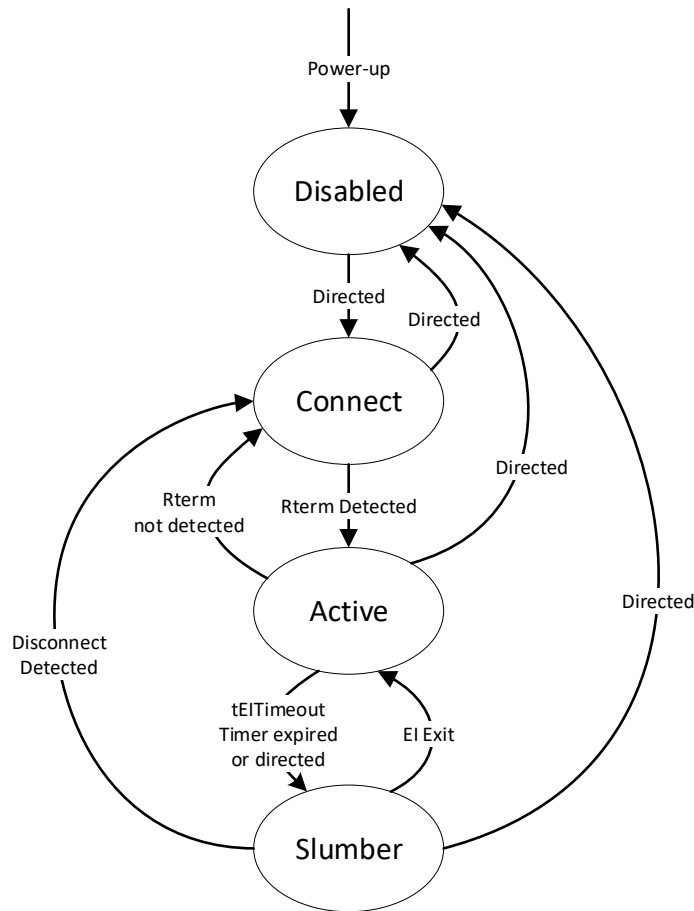 Power-up
Disabled
Directed
Directed
Connect
Rterm
not detected
Rterm Detected
Directed
Active
Directed
Disconnect
Detected
tEITimeout
Timer expired
or directed
EI Exit
Slumber